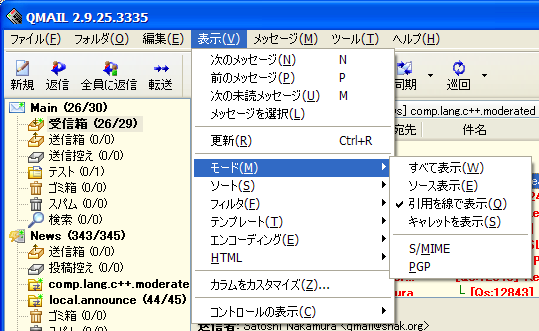 QMAIL 2.9.25.3335
ファイル(F) フォルダ(O) 編集(E) 表示(V) メッセージ(M) ツール(T) ヘルプ(H)
新規 返信 全員に返信 転送 同期 巡回
次のメッセージ(N) N
前のメッセージ(P) P
次の未読メッセージ(U) M
メッセージを選択(L)
更新(R) Ctrl+R
モード(M)
ソート(S)
フィルタ(F)
テンプレート(T)
エンコーディング(E)
HTML
カラムをカスタマイズ(Z)...
コントロールの表示(C)
すべて表示(W)
ソース表示(E)
引用を線で表示(Q)
キャレットを表示(S)
S/MIME
PGP
Main (26/30)
受信箱 (26/29)
送信箱 (0/0)
送信控え (0/0)
テスト (0/1)
ゴミ箱 (0/0)
スパム (0/0)
検索 (0/0)
News (343/345)
送信箱 (0/0)
投稿控え (0/0)
comp.lang.c++.moderate
local.announce (44/45)
ゴミ箱 (0/0)
] comp.lang.c++.moderated
宛先 件名
[Qs:12843]
送信者: Satoshi Nakamura <qmail@snak.org>